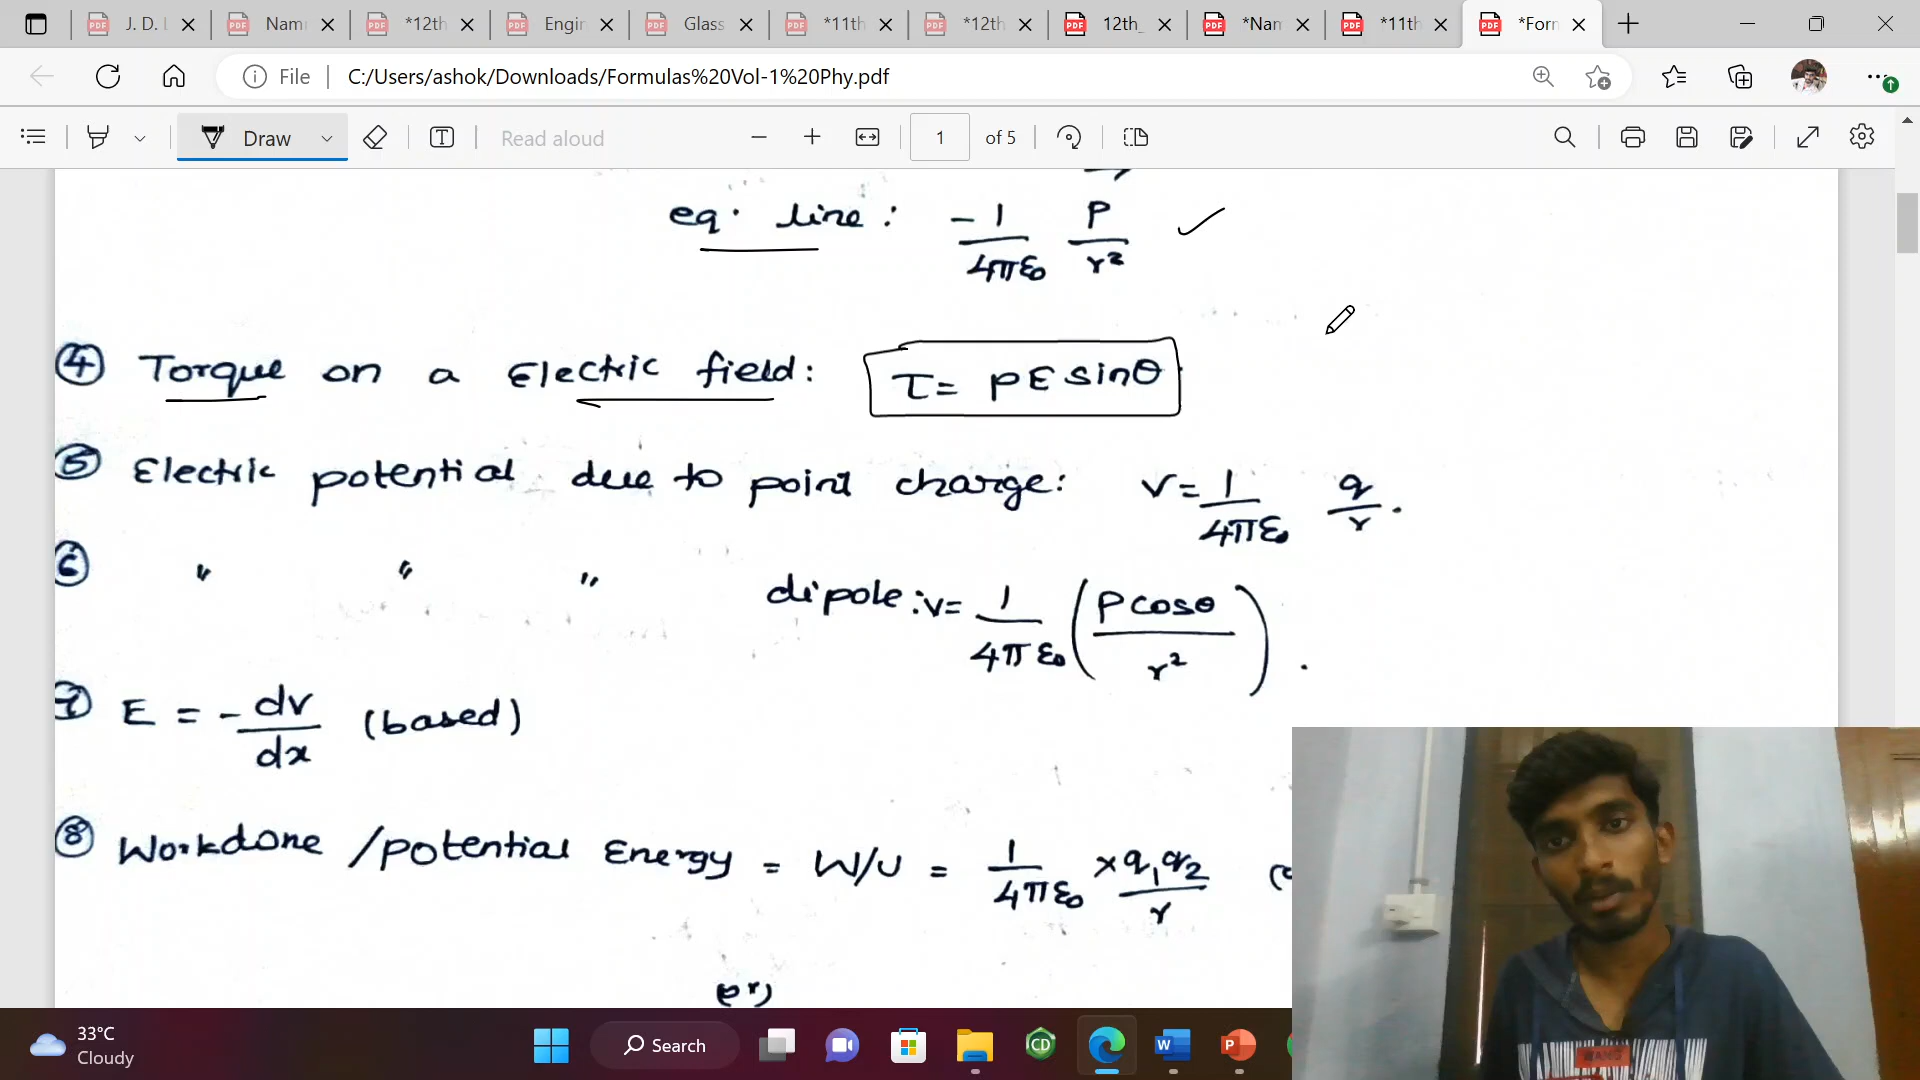 J. D. I
Nam
*12th
Engin
Glass
*11th
*12th
12th_
*Nam
*11th
*Forn
File
C:/Users/ashok/Downloads/Formulas%20Vol-1%20Phy.pdf
Draw
Read aloud
1 of 5
eq. line: -1/4πε₀ P/r² ✓
④ Torque on a Electric field: τ = PE sinθ
⑤ Electric potential due to point charge: V = 1/4πε₀ q/r.
⑥ " " " dipole: V = 1/4πε₀ (P cosθ/r²).
⑦ E = -dv/dx (based)
⑧ Workdone /potential Energy = W/U = 1/4πε₀ × q₁q₂/r
(or)
33°C
Cloudy
Search